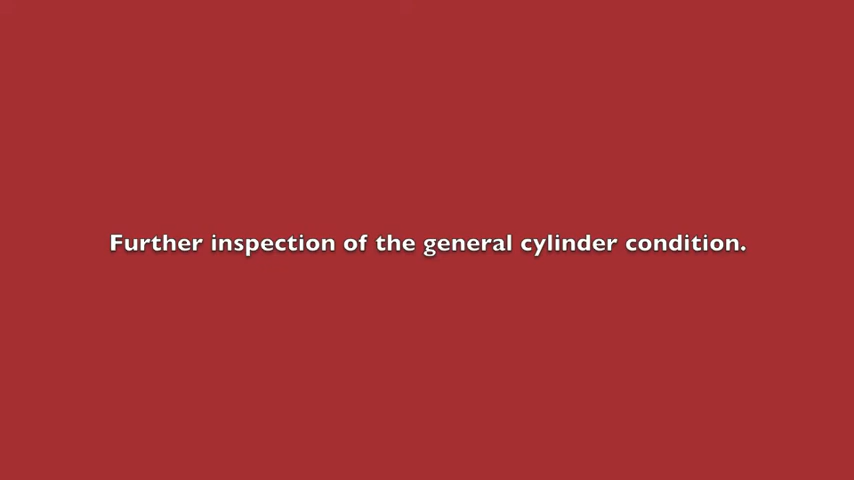 Further inspection of the general cylinder condition.